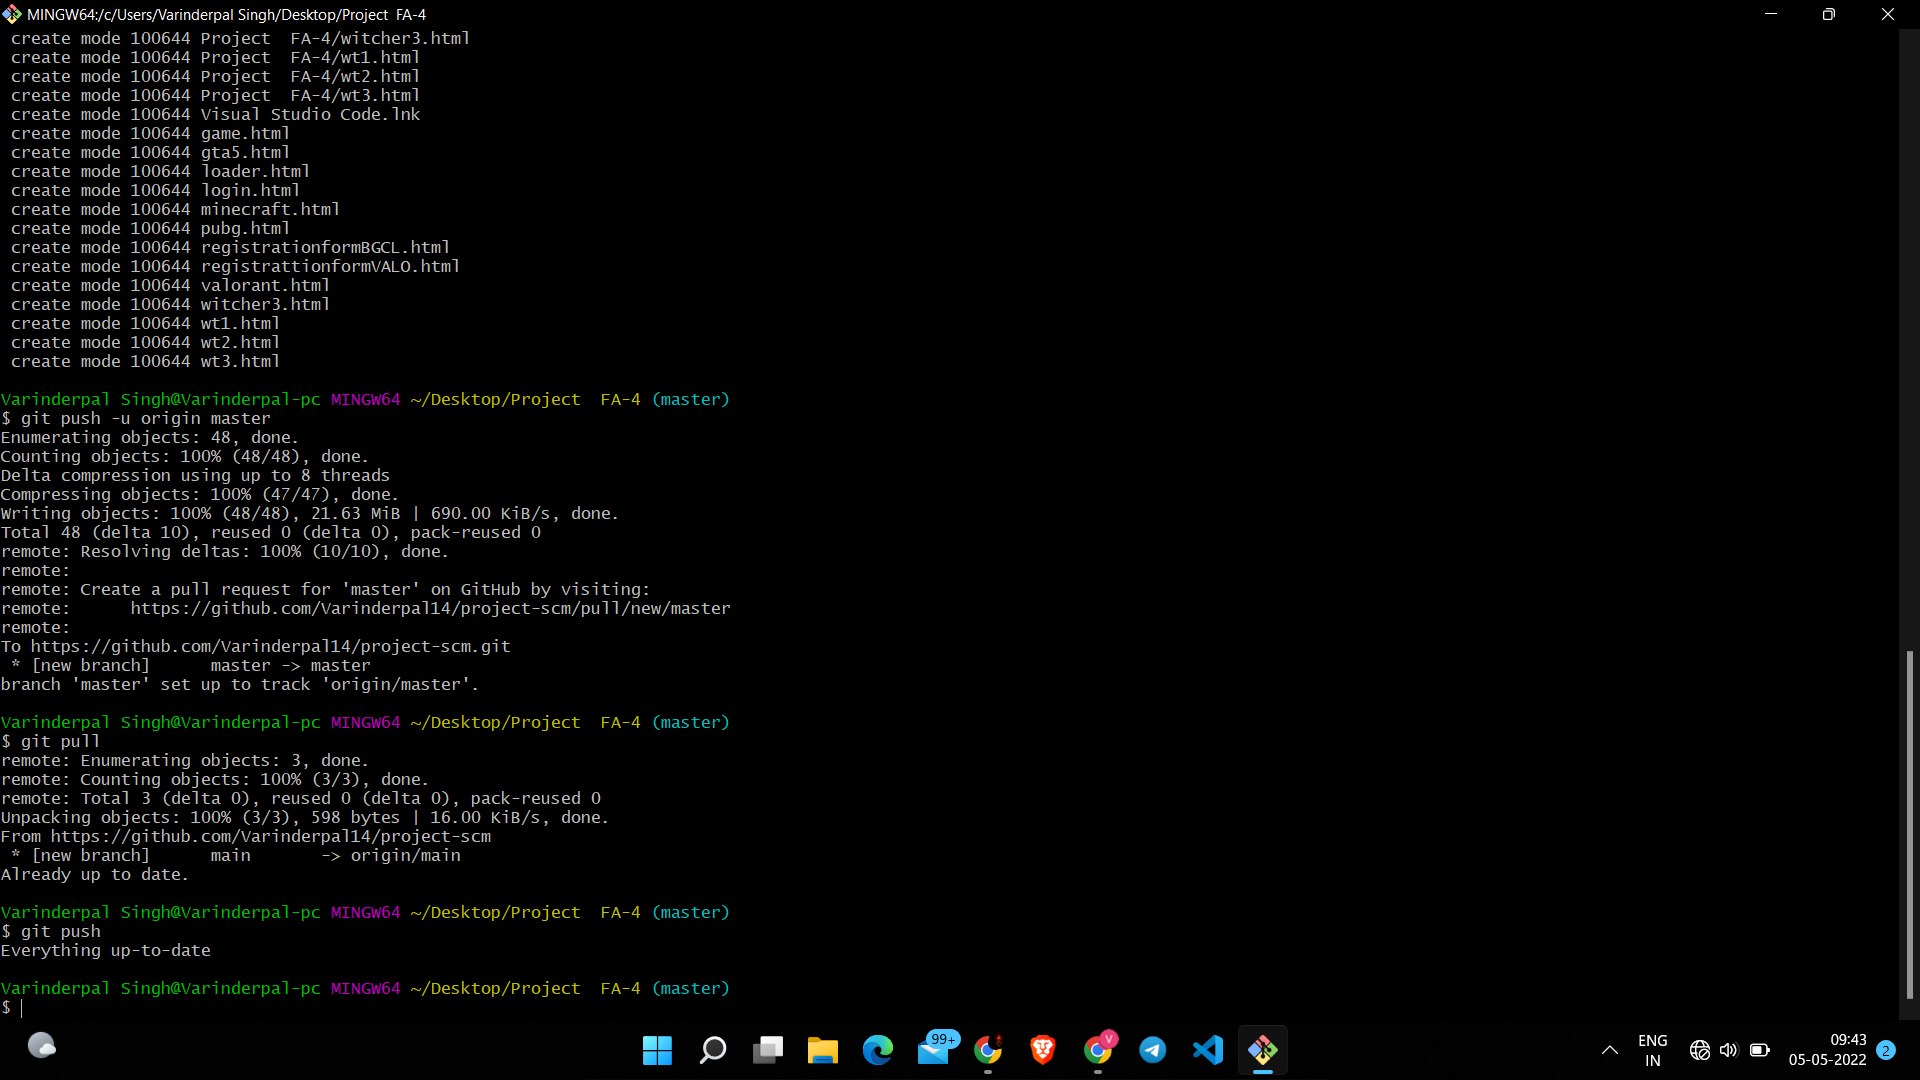 MINGW64:/c/Users/Varinderpal Singh/Desktop/Project  FA-4
 create mode 100644 Project  FA-4/witcher3.html
 create mode 100644 Project  FA-4/wt1.html
 create mode 100644 Project  FA-4/wt2.html
 create mode 100644 Project  FA-4/wt3.html
 create mode 100644 Visual Studio Code.lnk
 create mode 100644 game.html
 create mode 100644 gta5.html
 create mode 100644 loader.html
 create mode 100644 login.html
 create mode 100644 minecraft.html
 create mode 100644 pubg.html
 create mode 100644 registrationformBGCL.html
 create mode 100644 registrattionformVALO.html
 create mode 100644 valorant.html
 create mode 100644 witcher3.html
 create mode 100644 wt1.html
 create mode 100644 wt2.html
 create mode 100644 wt3.html
Varinderpal Singh@Varinderpal-pc MINGW64 ~/Desktop/Project  FA-4 (master)
$ git push -u origin master
Enumerating objects: 48, done.
Counting objects: 100% (48/48), done.
Delta compression using up to 8 threads
Compressing objects: 100% (47/47), done.
Writing objects: 100% (48/48), 21.63 MiB | 690.00 KiB/s, done.
Total 48 (delta 10), reused 0 (delta 0), pack-reused 0
remote: Resolving deltas: 100% (10/10), done.
remote:
remote: Create a pull request for 'master' on GitHub by visiting:
remote:      https://github.com/Varinderpal14/project-scm/pull/new/master
remote:
To https://github.com/Varinderpal14/project-scm.git
 * [new branch]      master -> master
branch 'master' set up to track 'origin/master'.
Varinderpal Singh@Varinderpal-pc MINGW64 ~/Desktop/Project  FA-4 (master)
$ git pull
remote: Enumerating objects: 3, done.
remote: Counting objects: 100% (3/3), done.
remote: Total 3 (delta 0), reused 0 (delta 0), pack-reused 0
Unpacking objects: 100% (3/3), 598 bytes | 16.00 KiB/s, done.
From https://github.com/Varinderpal14/project-scm
 * [new branch]      main       -> origin/main
Already up to date.
Varinderpal Singh@Varinderpal-pc MINGW64 ~/Desktop/Project  FA-4 (master)
$ git push
Everything up-to-date
Varinderpal Singh@Varinderpal-pc MINGW64 ~/Desktop/Project  FA-4 (master)
$
99+
V
ENG
IN
09:43
05-05-2022
2